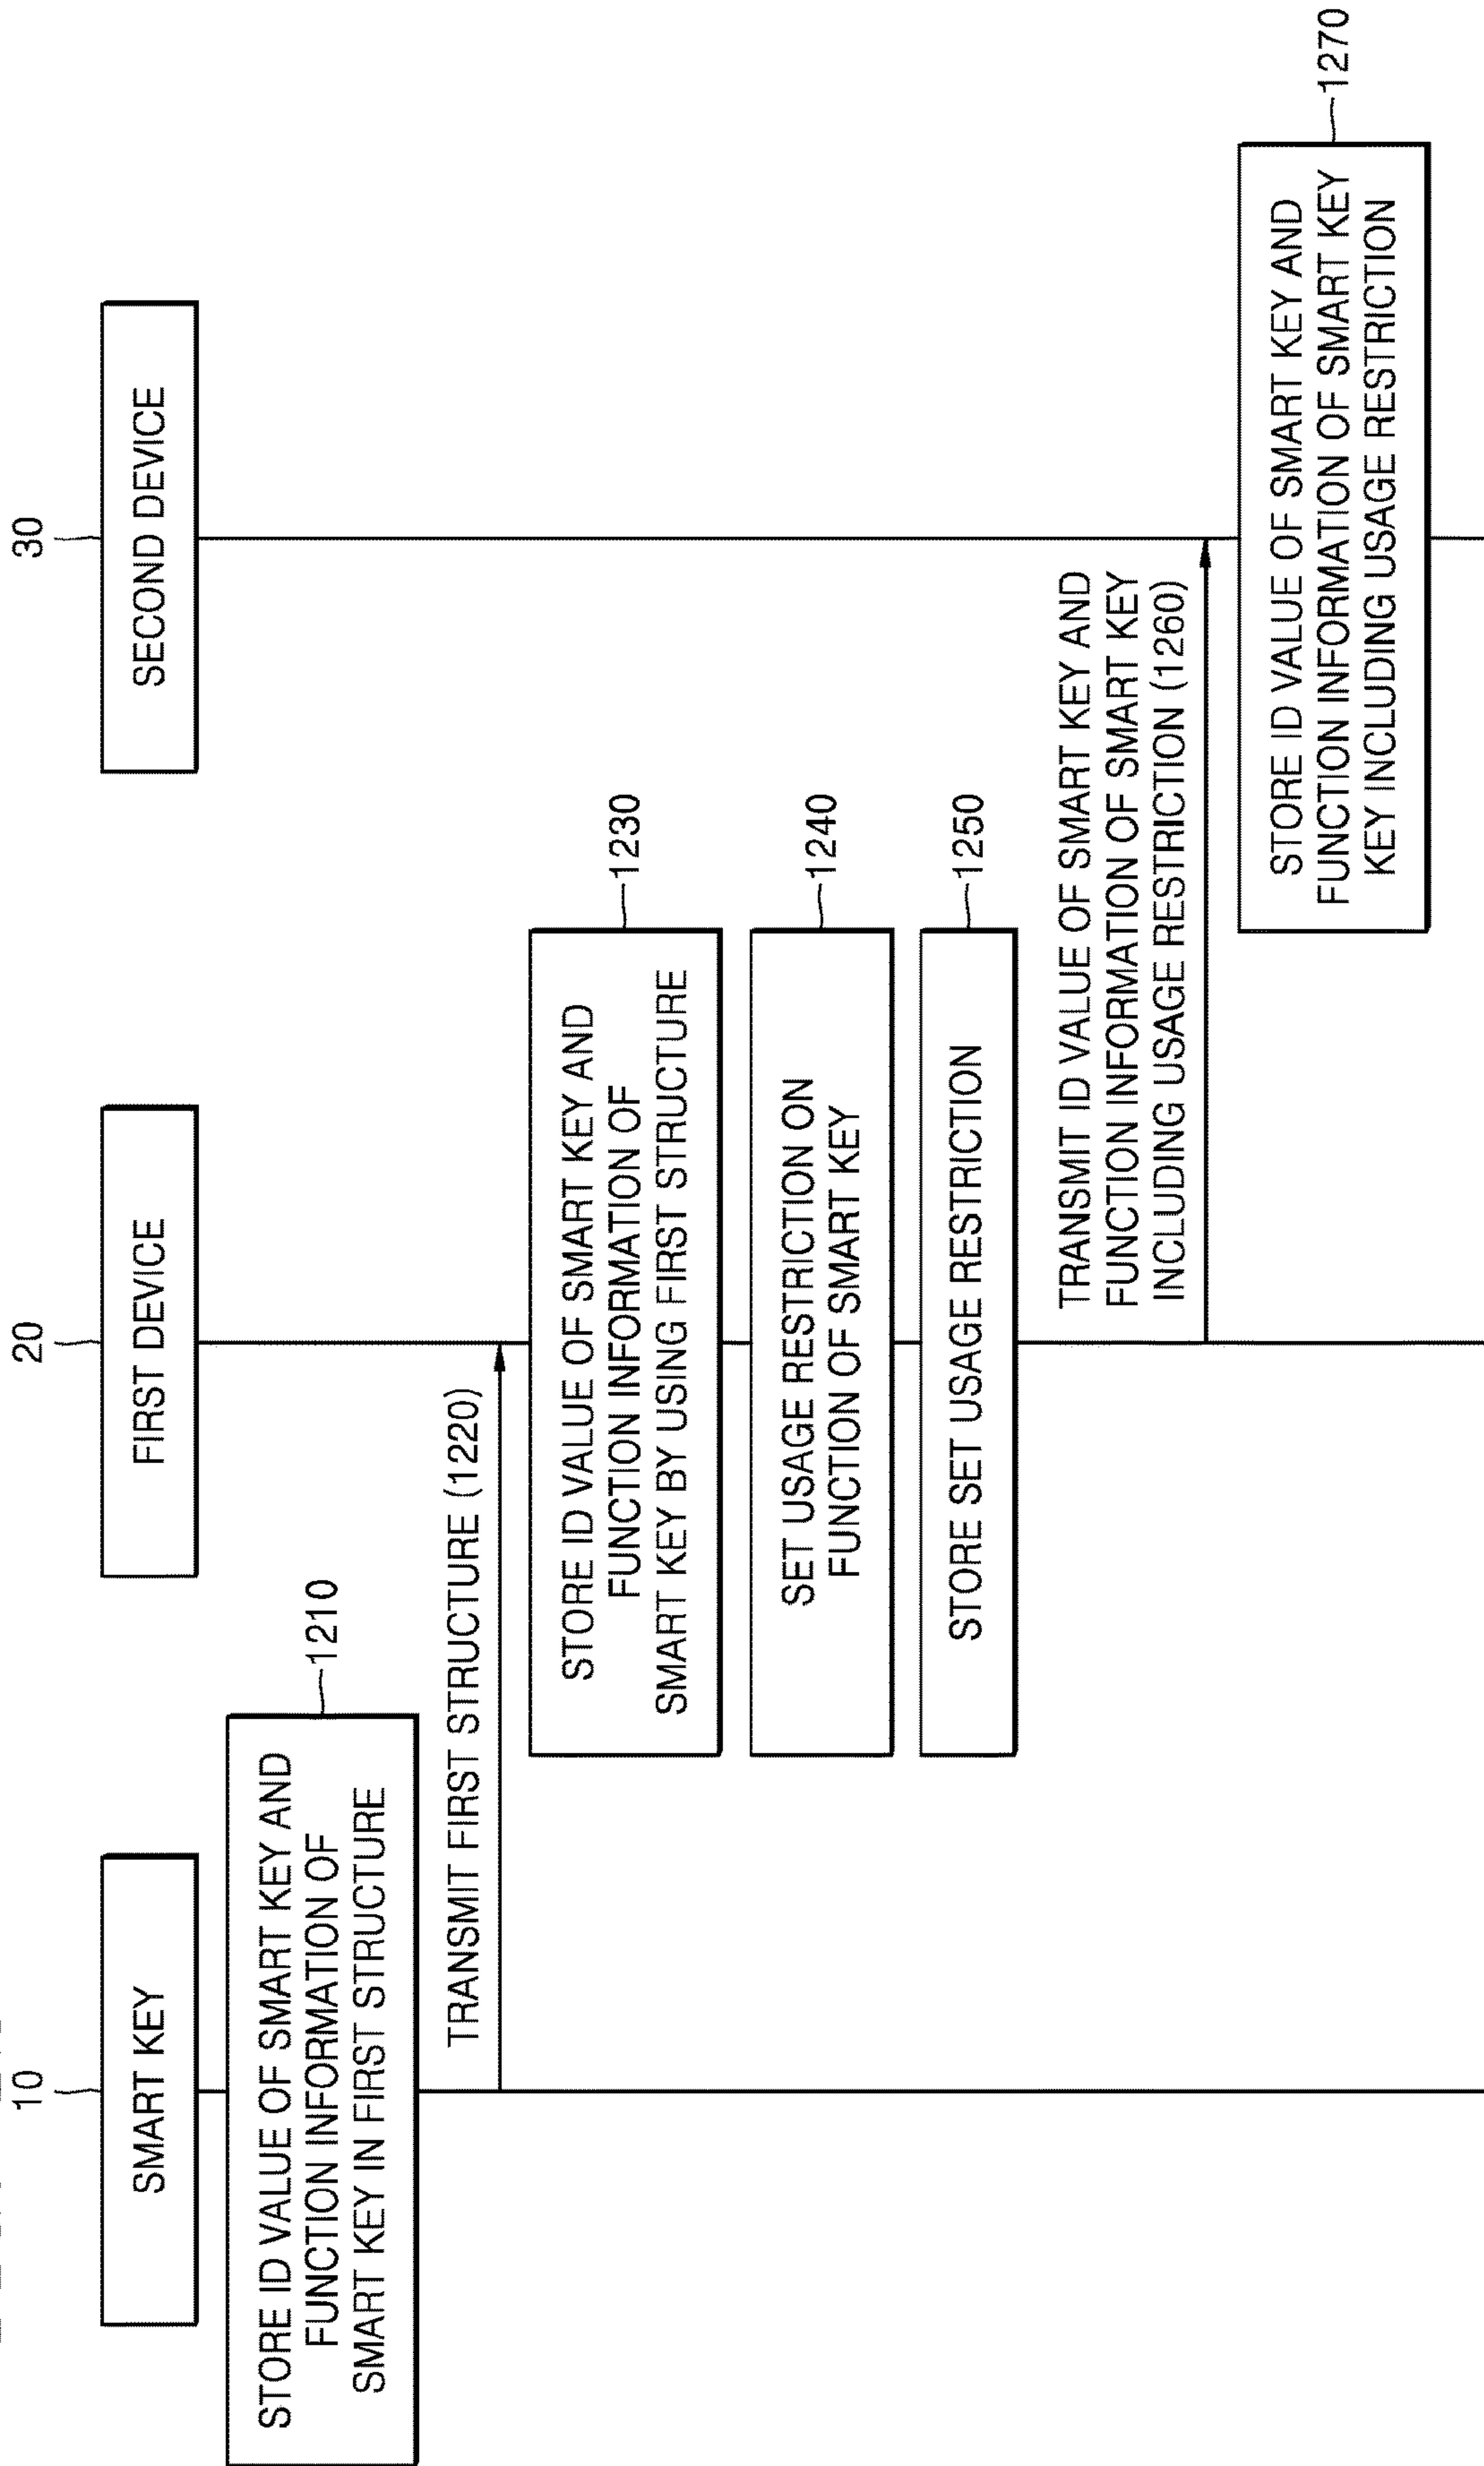 10
20
30
SMART KEY
FIRST DEVICE
SECOND DEVICE
STORE ID VALUE OF SMART KEY AND
FUNCTION INFORMATION OF
SMART KEY IN FIRST STRUCTURE
1210
TRANSMIT FIRST STRUCTURE (1220)
STORE ID VALUE OF SMART KEY AND
FUNCTION INFORMATION OF
SMART KEY BY USING FIRST STRUCTURE
1230
SET USAGE RESTRICTION ON
FUNCTION OF SMART KEY
1240
STORE SET USAGE RESTRICTION
1250
TRANSMIT ID VALUE OF SMART KEY AND
FUNCTION INFORMATION OF SMART KEY
INCLUDING USAGE RESTRICTION (1260)
STORE ID VALUE OF SMART KEY AND
FUNCTION INFORMATION OF SMART KEY
KEY INCLUDING USAGE RESTRICTION
1270